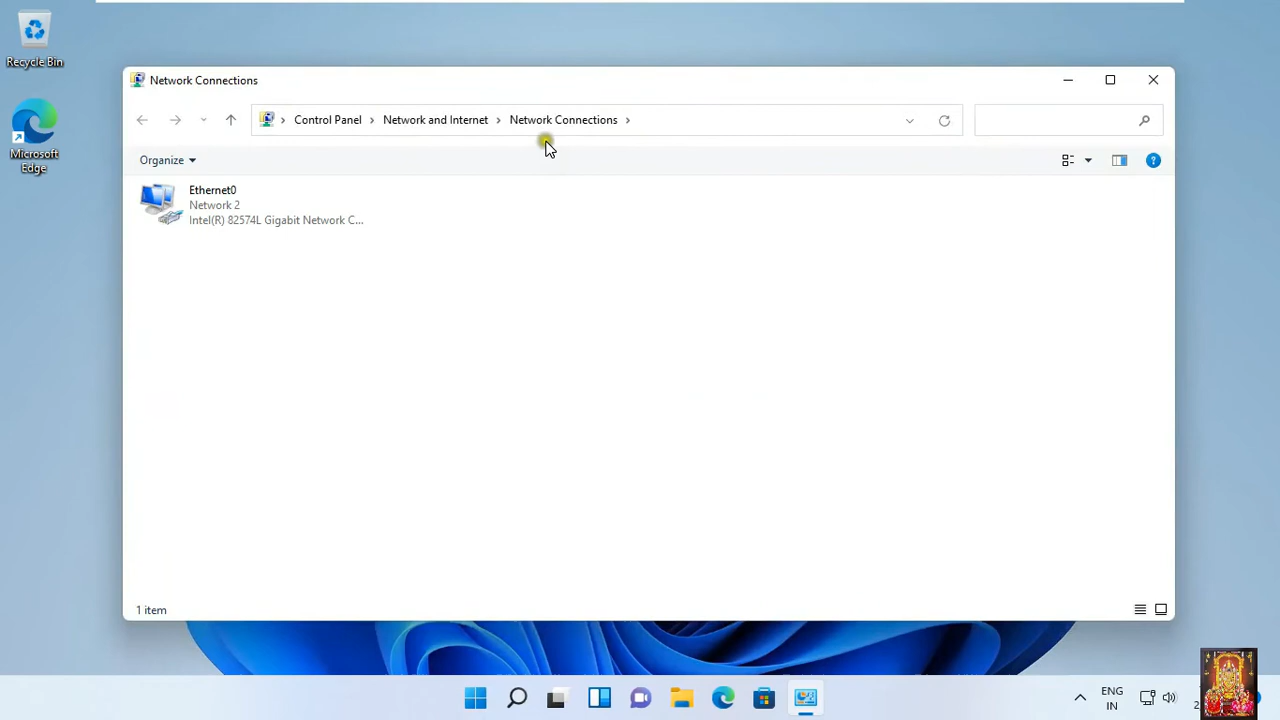 Recycle Bin
Microsoft
Edge
Network Connections
Control Panel
Network and Internet
Network Connections
Organize
Ethernet0
Network 2
Intel(R) 82574L Gigabit Network C...
1 item
ENG
IN